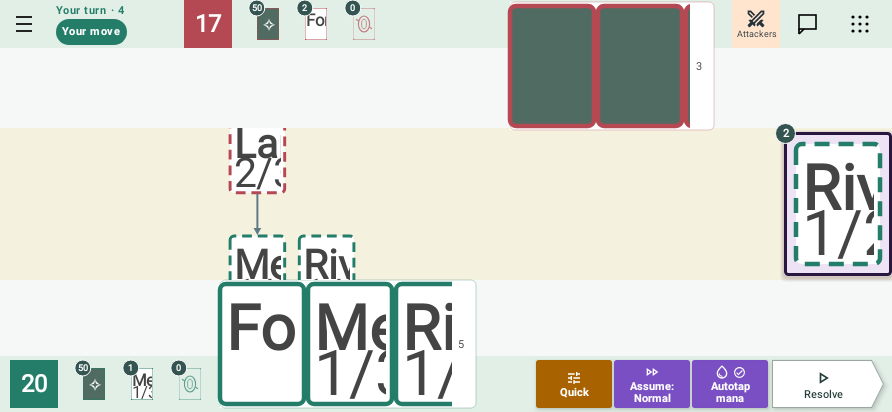 Your turn · 4
Your move
17
50
2
Fo
0
3
Attackers
La
2/3
2
Riv
1/2
Me
Riv
Fo
Me
1/3
Ri
1/
5
20
50
1
Me
1/3
0
Quick
Assume:
Normal
Autotap
mana
Resolve